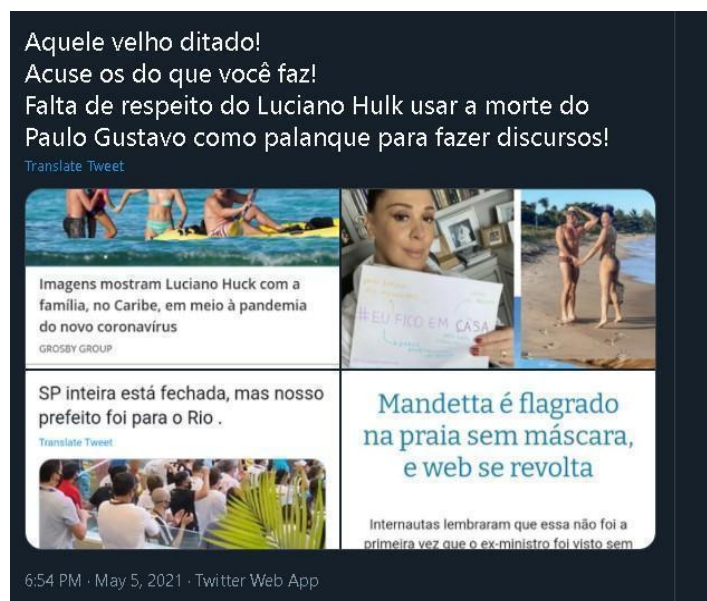 Aquele velho ditado!
Acuse os do que você faz!
Falta de respeito do Luciano Hulk usar a morte do
Paulo Gustavo como palanque para fazer discursos!
Translate Tweet
Imagens mostram Luciano Huck com a
família, no Caribe, em meio à pandemia
do novo coronavírus
GROSBY GROUP
#EU FICO EM CASA
SP inteira está fechada, mas nosso
prefeito foi para o Rio .
Translate Tweet
Mandetta é flagrado
na praia sem máscara,
e web se revolta
Internautas lembraram que essa não foi a
primeira vez que o ex-ministro foi visto sem
6:54 PM · May 5, 2021 · Twitter Web App